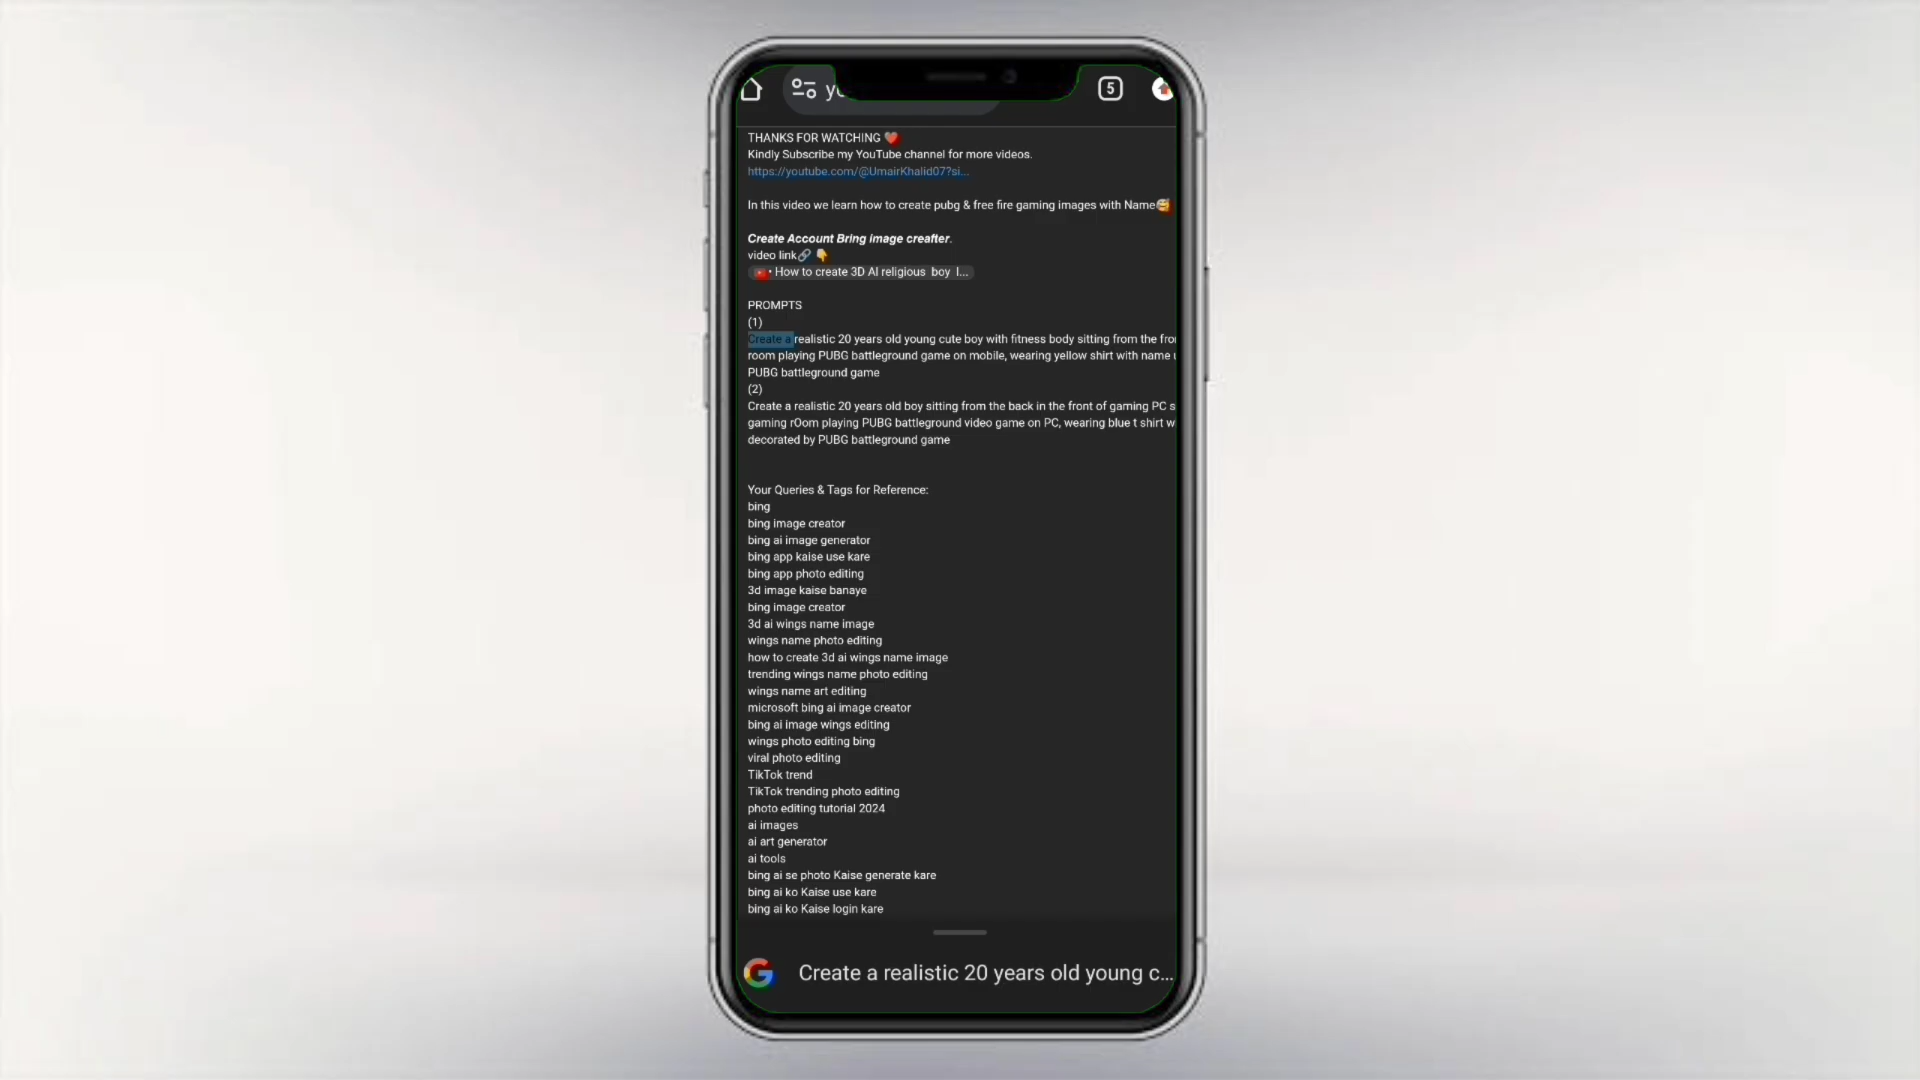 5
THANKS FOR WATCHING ❤️
Kindly Subscribe my YouTube channel for more videos.
https://youtube.com/@UmairKhalid07?si...
In this video we learn how to create pubg & free fire gaming images with Name🥰
Create Account Bring image creafter.
video link🔗 👇
• How to create 3D AI religious boy I...
PROMPTS
(1)
Create a realistic 20 years old young cute boy with fitness body sitting from the
room playing PUBG battleground game on mobile, wearing yellow shirt with name
PUBG battleground game
(2)
Create a realistic 20 years old boy sitting from the back in the front of gaming PC
gaming rOom playing PUBG battleground video game on PC, wearing blue t shirt
decorated by PUBG battleground game
Your Queries & Tags for Reference:
bing
bing image creator
bing ai image generator
bing app kaise use kare
bing app photo editing
3d image kaise banaye
bing image creator
3d ai wings name image
wings name photo editing
how to create 3d ai wings name image
trending wings name photo editing
wings name art editing
microsoft bing ai image creator
bing ai image wings editing
wings photo editing bing
viral photo editing
TikTok trend
TikTok trending photo editing
photo editing tutorial 2024
ai images
ai art generator
ai tools
bing ai se photo Kaise generate kare
bing ai ko Kaise use kare
bing ai ko Kaise login kare
Create a realistic 20 years old young c...